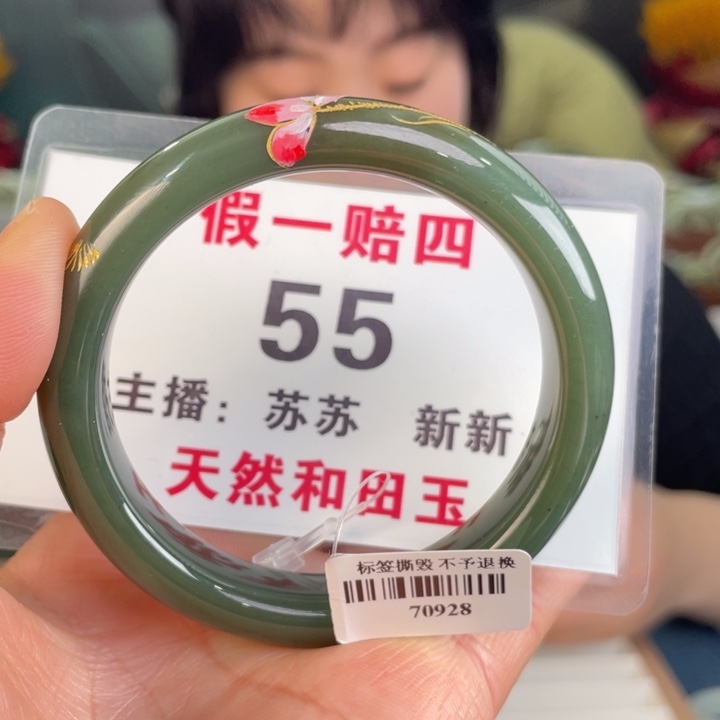 假一赔四
55
主播：苏苏 新新
天然和田玉
标签撕毁 不予退换
70928